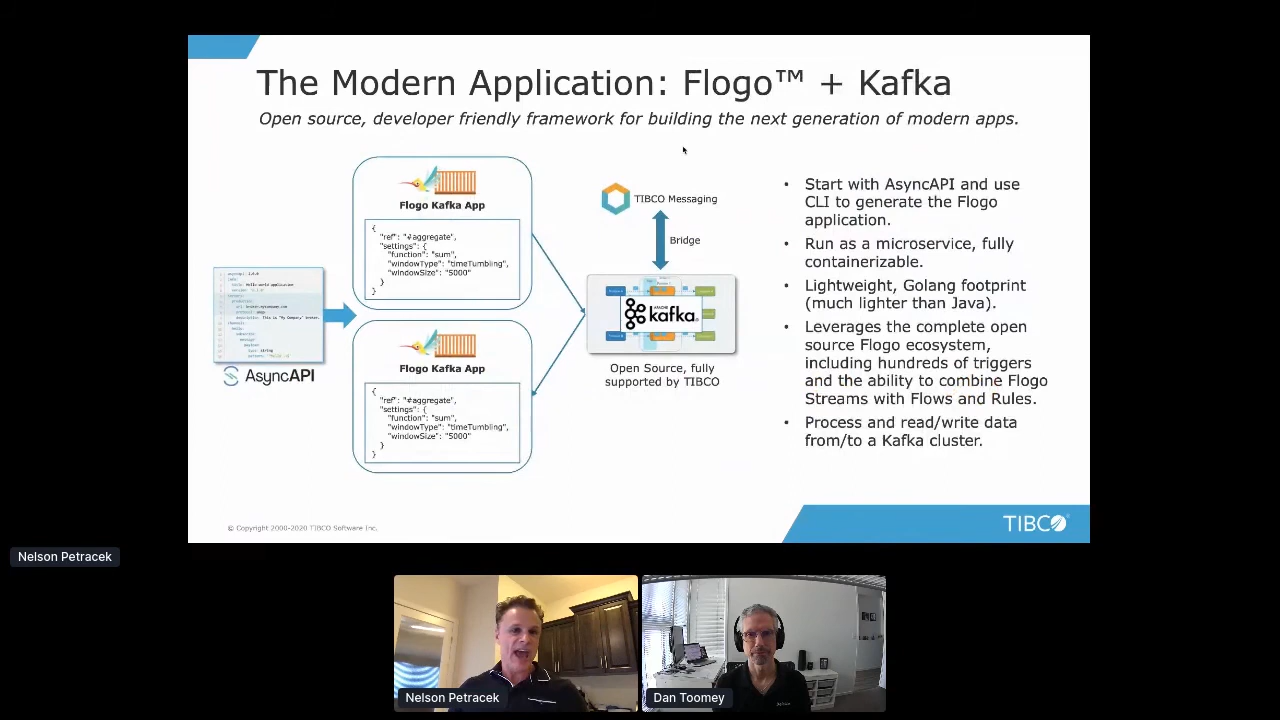 The Modern Application: Flogo™ + Kafka
Open source, developer friendly framework for building the next generation of modern apps.
Flogo Kafka App
{
"ref": "#aggregate",
"settings": {
"function": "sum",
"windowType": "timeTumbling",
"windowSize": "5000"
}
}
AsyncAPI
Flogo Kafka App
{
"ref": "#aggregate",
"settings": {
"function": "sum",
"windowType": "timeTumbling",
"windowSize": "5000"
}
}
TIBCO Messaging
Bridge
APACHE
kafka
Open Source, fully
supported by TIBCO
• Start with AsyncAPI and use
CLI to generate the Flogo
application.
• Run as a microservice, fully
containerizable.
• Lightweight, Golang footprint
(much lighter than Java).
• Leverages the complete open
source Flogo ecosystem,
including hundreds of triggers
and the ability to combine Flogo
Streams with Flows and Rules.
• Process and read/write data
from/to a Kafka cluster.
© Copyright 2000-2020 TIBCO Software Inc.
TIBCO
Nelson Petracek
Nelson Petracek
Dan Toomey